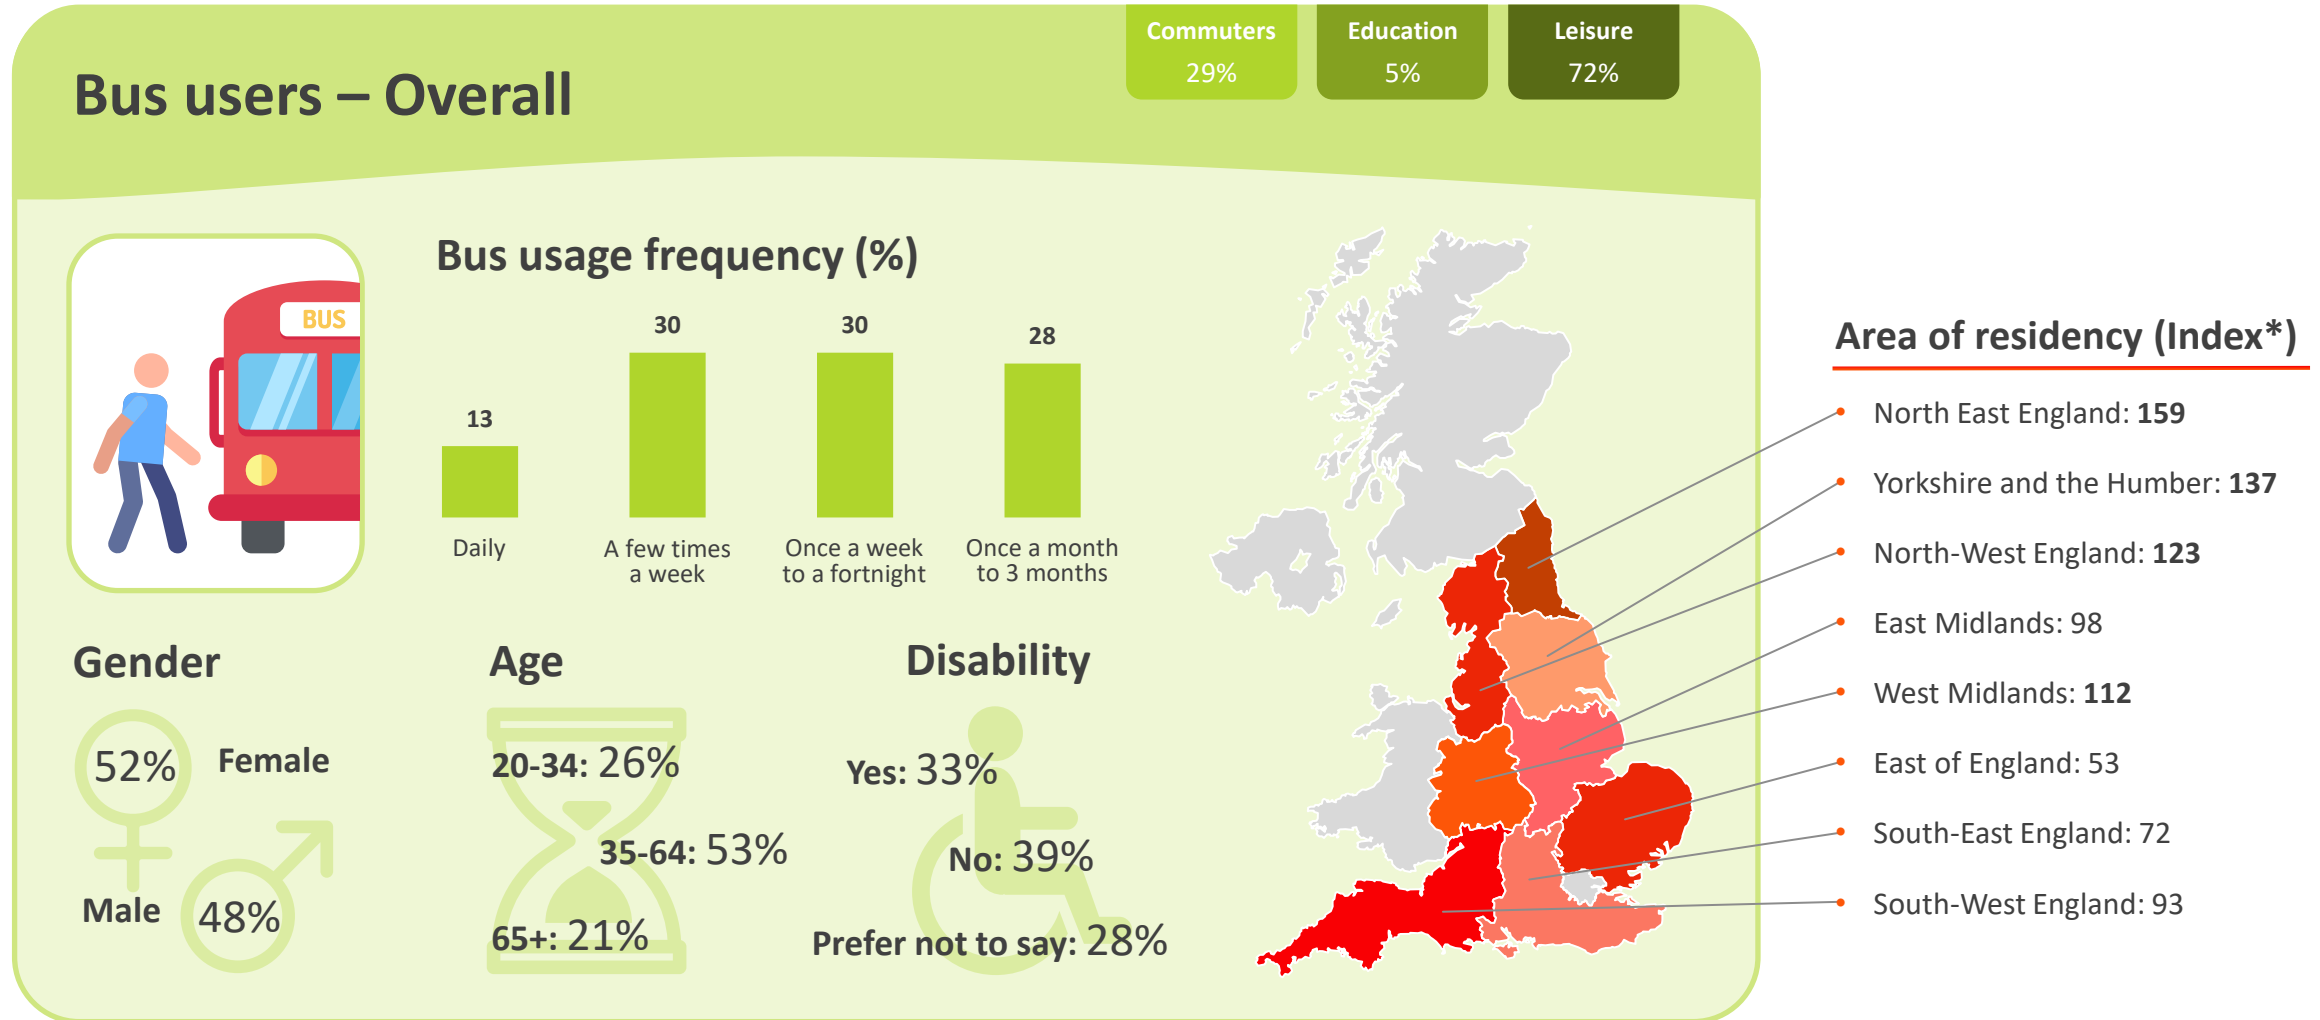 Commuters
29%
Education
5%
Leisure
72%
Bus users – Overall
BUS
Bus usage frequency (%)
13
30
30
28
Daily
A few times
a week
Once a week
to a fortnight
Once a month
to 3 months
Gender
52%
Female
Male
48%
Age
20-34: 26%
35-64: 53%
65+: 21%
Disability
Yes: 33%
No: 39%
Prefer not to say: 28%
Area of residency (Index*)
North East England: 159
Yorkshire and the Humber: 137
North-West England: 123
East Midlands: 98
West Midlands: 112
East of England: 53
South-East England: 72
South-West England: 93